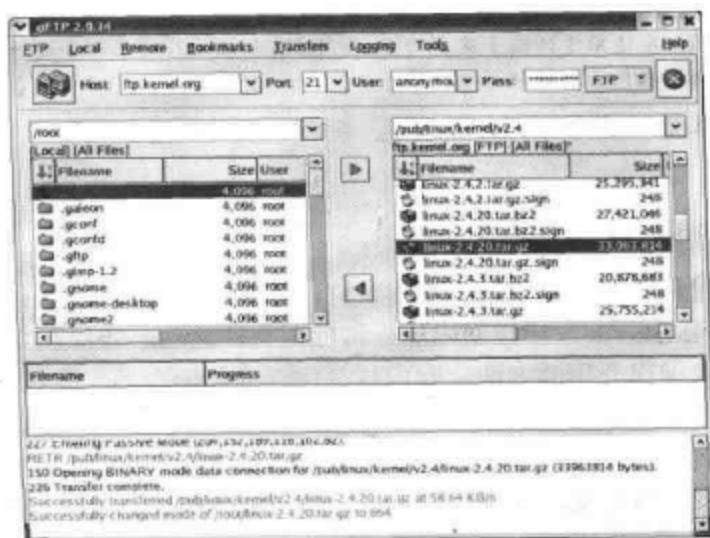 gFTP 2.0.14
FTP Local Remote Bookmarks Transfers Logging Tools Help
Host: ftp.kernel.org Port: 21 User: anonymou Pass: ********** FTP
/root
[Local] [All Files]
Filename Size User
4,096 root
.galeon 4,096 root
.gconf 4,096 root
.gconfd 4,096 root
.gftp 4,096 root
.gimp-1.2 4,096 root
.gnome 4,096 root
.gnome-desktop 4,096 root
.gnome2 4,096 root
/pub/linux/kernel/v2.4
ftp.kernel.org [FTP] [All Files]*
Filename Size
linux-2.4.2.tar.gz 25,295,341
linux-2.4.2.tar.gz.sign 248
linux-2.4.20.tar.bz2 27,421,046
linux-2.4.20.tar.bz2.sign 248
linux-2.4.20.tar.gz 33,963,814
linux-2.4.20.tar.gz.sign 248
linux-2.4.3.tar.bz2 20,878,683
linux-2.4.3.tar.bz2.sign 248
linux-2.4.3.tar.gz 25,755,214
Filename Progress
227 Entering Passive Mode
RETR /pub/linux/kernel/v2.4/linux-2.4.20.tar.gz
150 Opening BINARY mode data connection for /pub/linux/kernel/v2.4/linux-2.4.20.tar.gz (33963814 bytes).
226 Transfer complete.
Successfully transferred /pub/linux/kernel/v2.4/linux-2.4.20.tar.gz at 58.64 KB/s
Successfully changed mode of /root/linux-2.4.20.tar.gz to 664